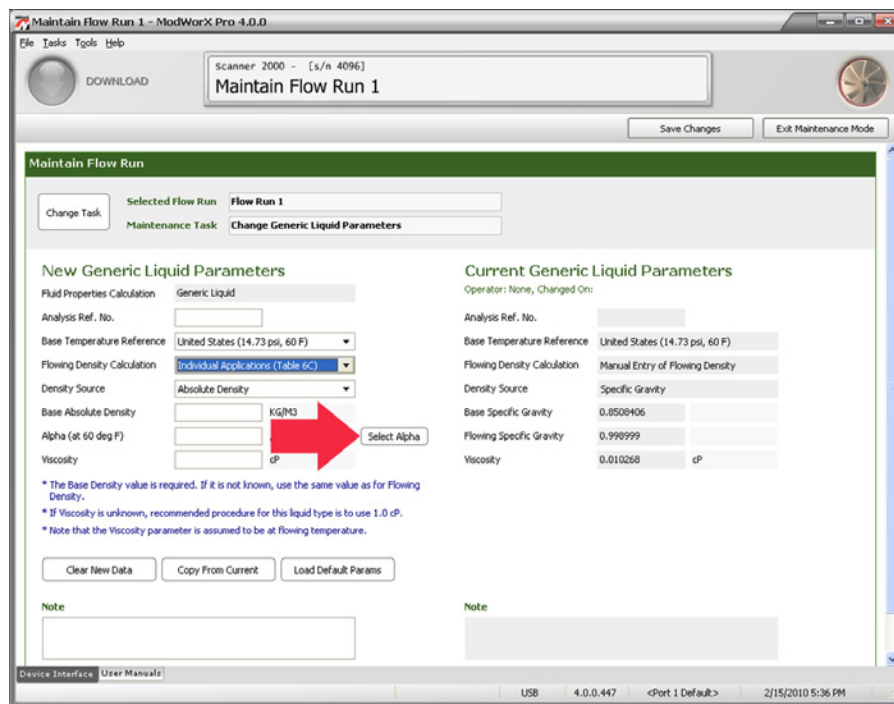 Maintain Flow Run 1 - ModWorX Pro 4.0.0
File Tasks Tools Help
DOWNLOAD
Scanner 2000 - [s/n 4096]
Maintain Flow Run 1
Save Changes
Exit Maintenance Mode
Maintain Flow Run
Change Task
Selected Flow Run Flow Run 1
Maintenance Task Change Generic Liquid Parameters
New Generic Liquid Parameters
Fluid Properties Calculation Generic Liquid
Analysis Ref. No.
Base Temperature Reference United States (14.73 psi, 60 F)
Flowing Density Calculation Individual Applications (Table 6C)
Density Source Absolute Density
Base Absolute Density KG/M3
Alpha (at 60 deg F) Select Alpha
Viscosity cP
* The Base Density value is required. If it is not known, use the same value as for Flowing
Density.
* If Viscosity is unknown, recommended procedure for this liquid type is to use 1.0 cP.
* Note that the Viscosity parameter is assumed to be at flowing temperature.
Clear New Data Copy From Current Load Default Params
Note
Current Generic Liquid Parameters
Operator: None, Changed On:
Analysis Ref. No.
Base Temperature Reference United States (14.73 psi, 60 F)
Flowing Density Calculation Manual Entry of Flowing Density
Density Source Specific Gravity
Base Specific Gravity 0.8508406
Flowing Specific Gravity 0.998999
Viscosity 0.010268 cP
Note
Device Interface User Manuals
USB 4.0.0.447 <Port 1 Default> 2/15/2010 5:36 PM